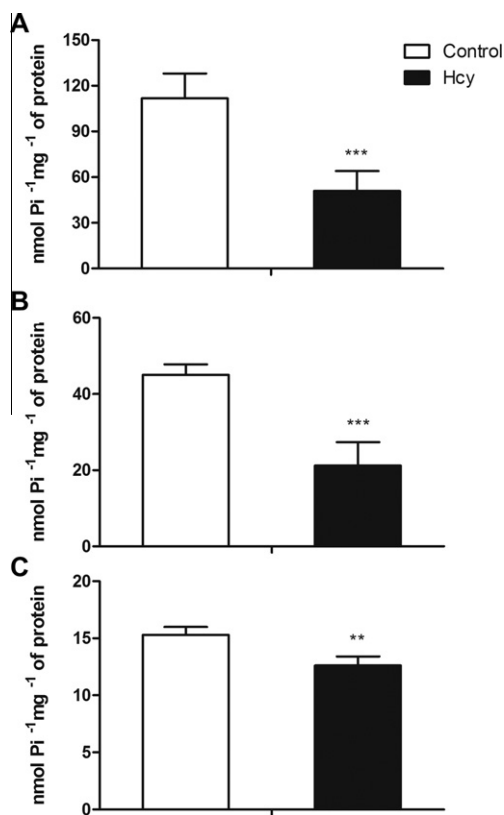 A
150
120
90
60
30
0
nmol Pi ⁻¹mg ⁻¹ of protein
***
Control
Hcy
B
60
40
20
0
nmol Pi ⁻¹mg ⁻¹ of protein
***
C
20
15
10
5
0
nmol Pi ⁻¹mg ⁻¹ of protein
**